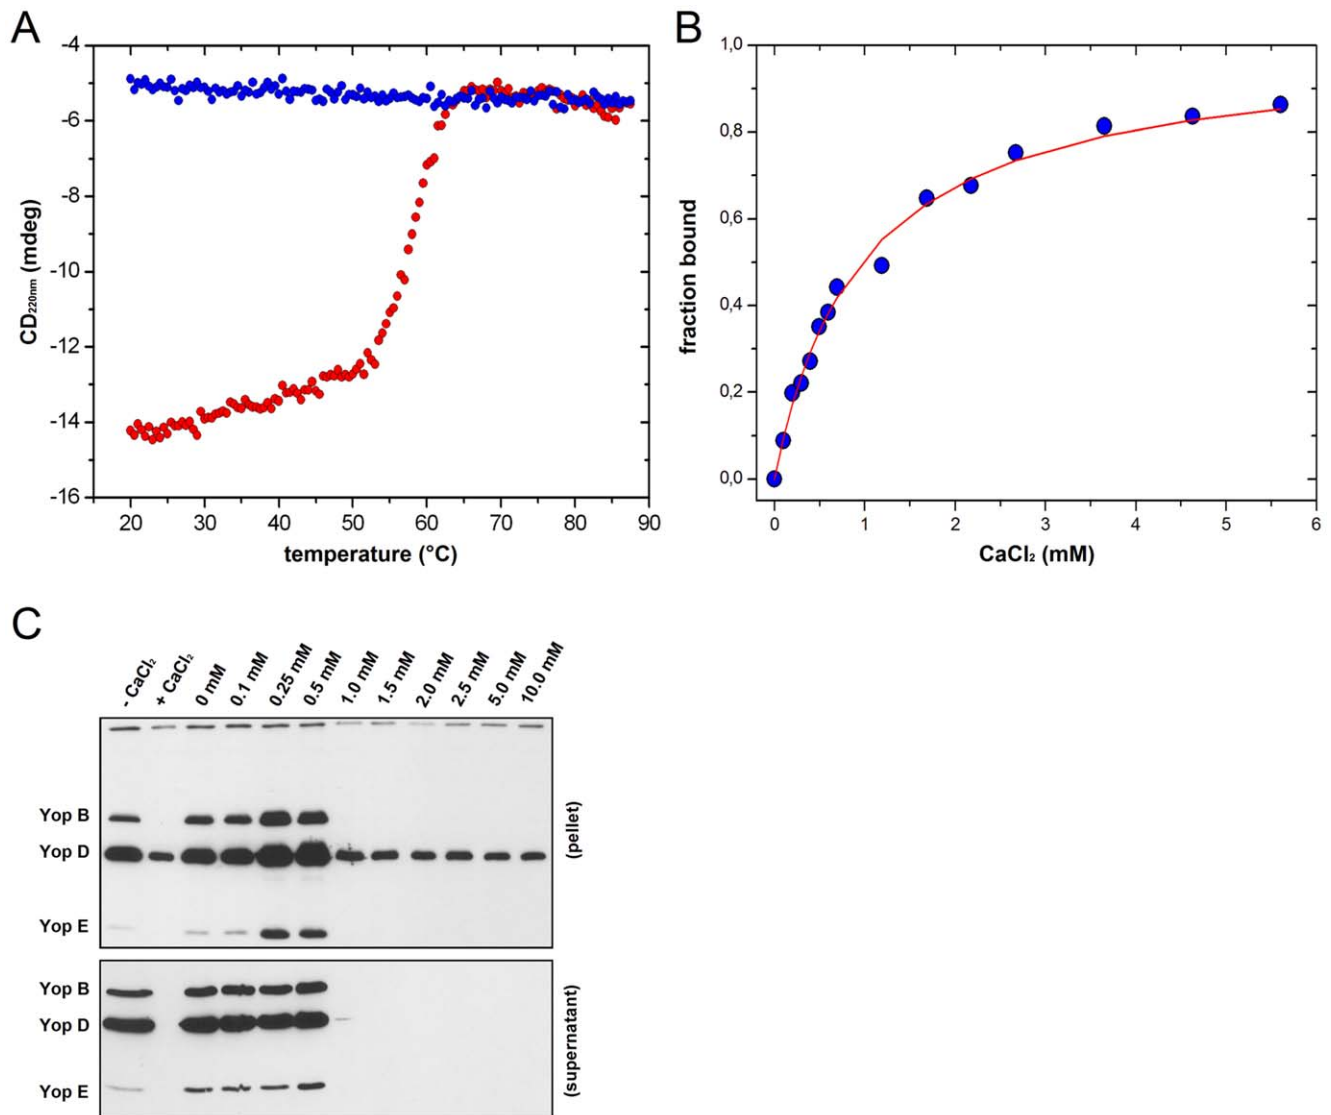 A
-4
-6
-8
-10
-12
-14
-16
CD220nm (mdeg)
20 30 40 50 60 70 80 90
temperature (°C)
B
1,0
0,8
0,6
0,4
0,2
0,0
fraction bound
0 1 2 3 4 5 6
CaCl₂ (mM)
C
- CaCl₂
+ CaCl₂
0 mM
0.1 mM
0.25 mM
0.5 mM
1.0 mM
1.5 mM
2.0 mM
2.5 mM
5.0 mM
10.0 mM
Yop B
Yop D
Yop E
(pellet)
Yop B
Yop D
Yop E
(supernatant)